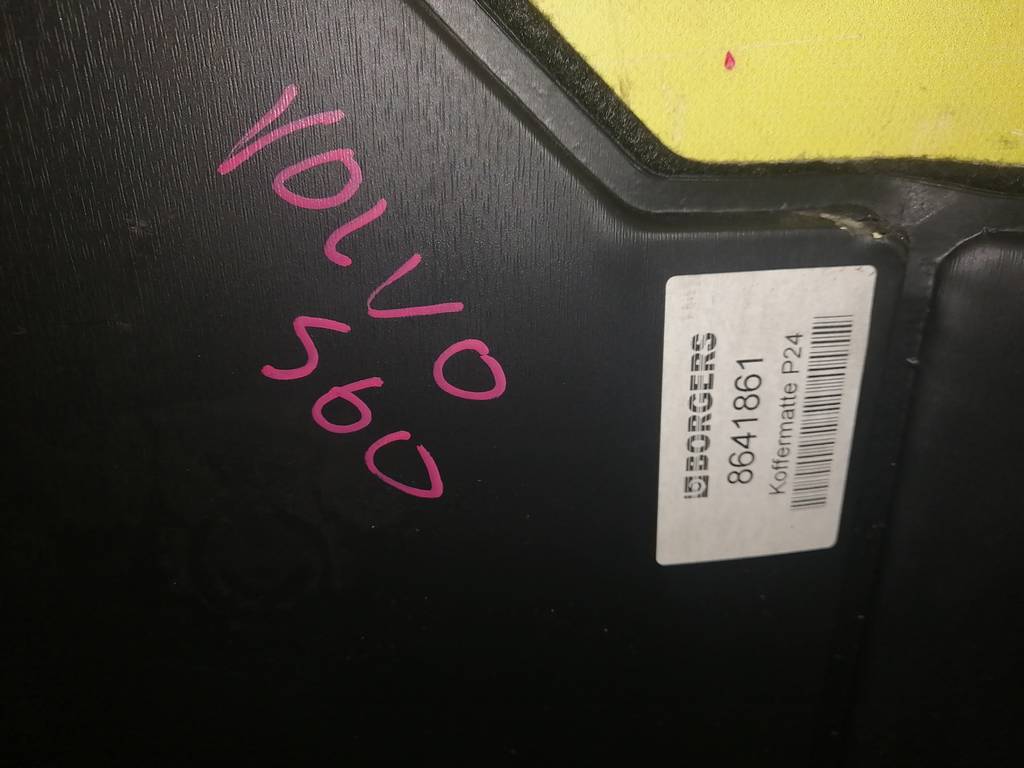 VOLVO
S60
BORGERS
8641861
Koffermatte P24